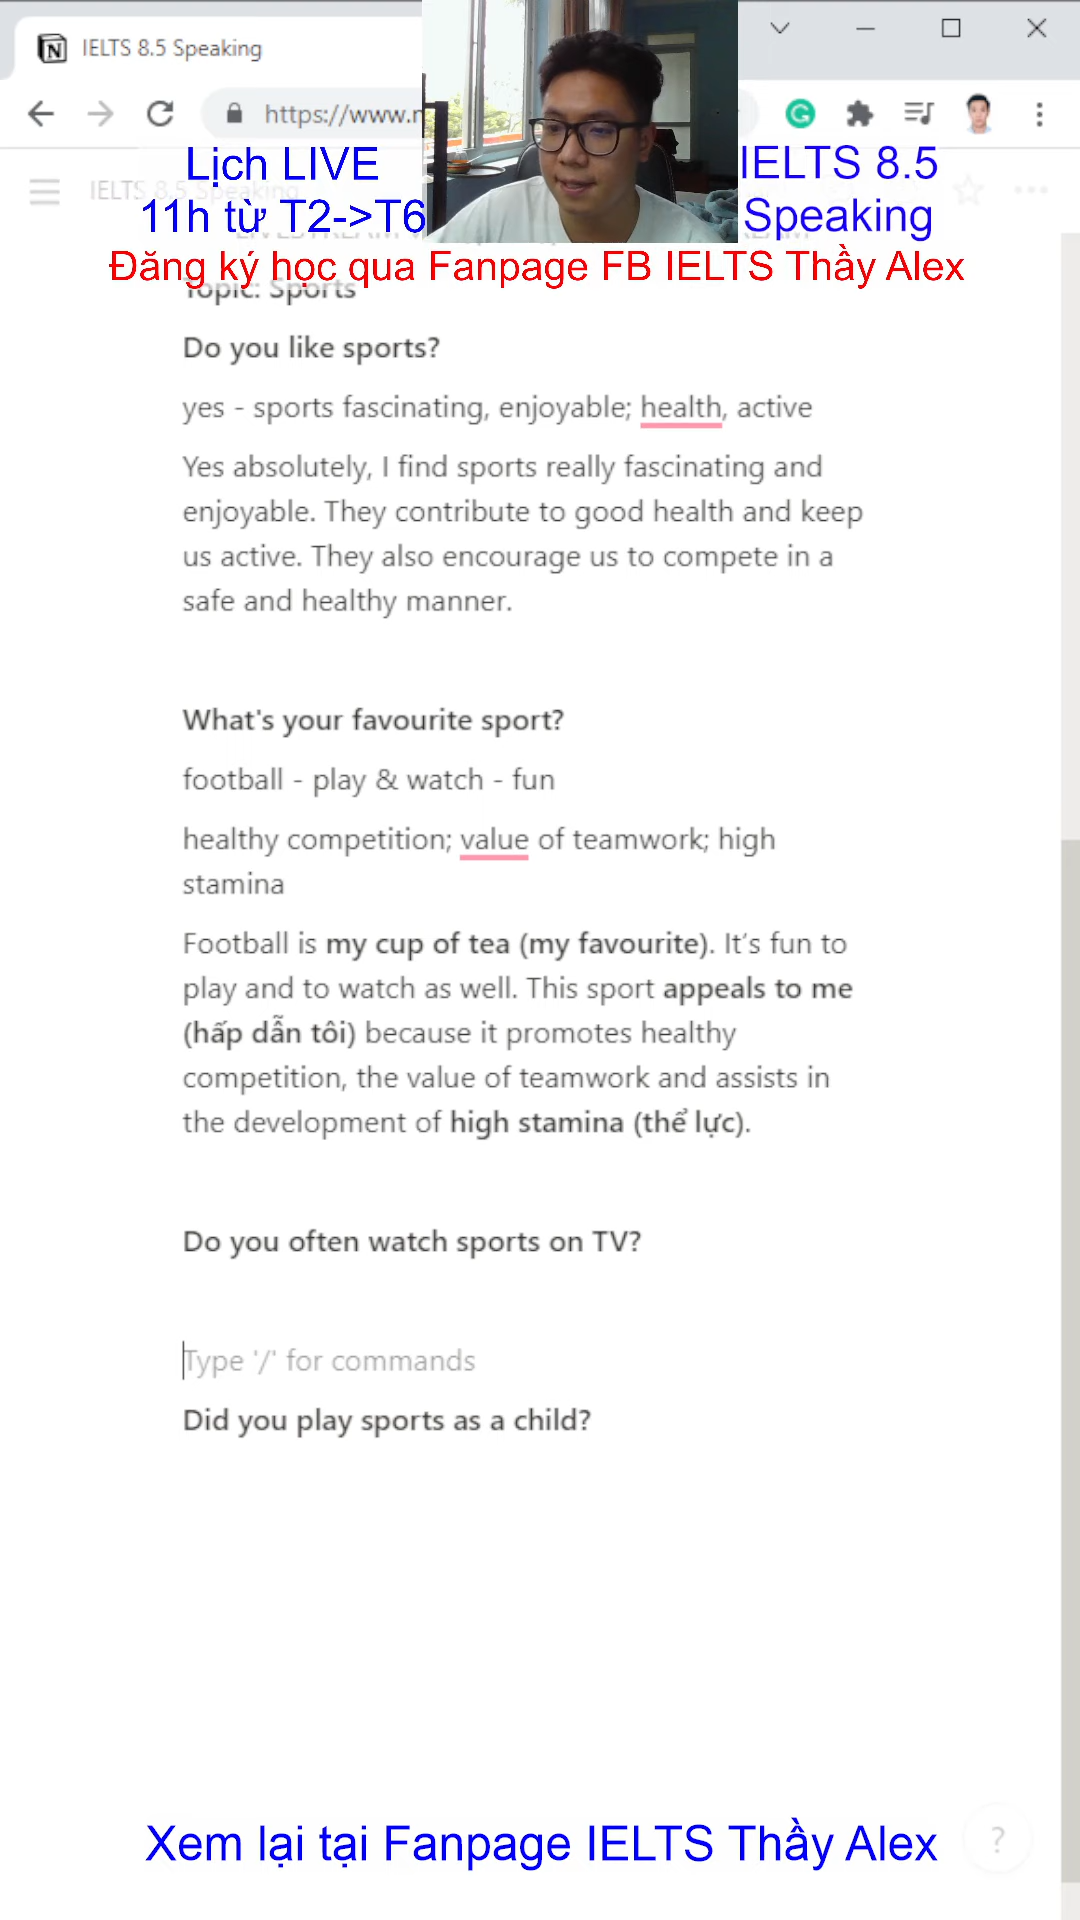 IELTS 8.5 Speaking
https://www.
Lịch LIVE
11h từ T2->T6
IELTS 8.5
Speaking
IELTS 8.5 Speaking
Đăng ký học qua Fanpage FB IELTS Thầy Alex
Topic: Sports
Do you like sports?
yes - sports fascinating, enjoyable; health, active
Yes absolutely, I find sports really fascinating and
enjoyable. They contribute to good health and keep
us active. They also encourage us to compete in a
safe and healthy manner.
What's your favourite sport?
football - play & watch - fun
healthy competition; value of teamwork; high
stamina
Football is my cup of tea (my favourite). It’s fun to
play and to watch as well. This sport appeals to me
(hấp dẫn tôi) because it promotes healthy
competition, the value of teamwork and assists in
the development of high stamina (thể lực).
Do you often watch sports on TV?
Type '/' for commands
Did you play sports as a child?
Xem lại tại Fanpage IELTS Thầy Alex
?